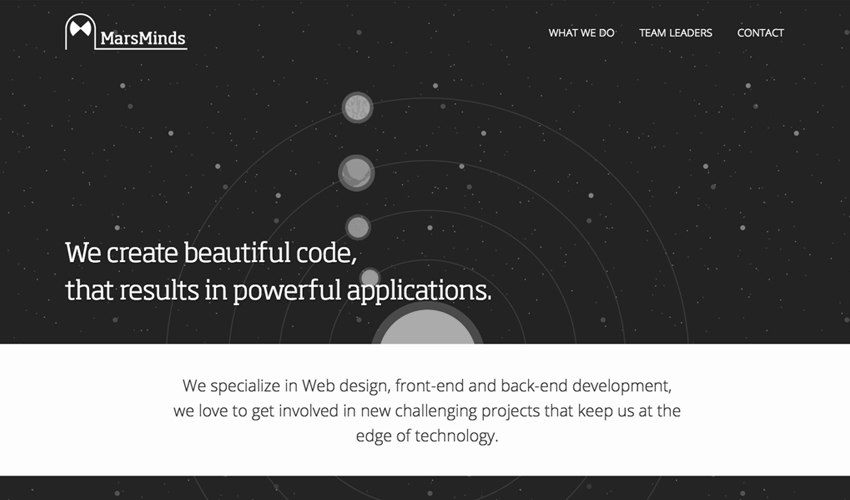 MarsMinds
WHAT WE DO
TEAM LEADERS
CONTACT
We create beautiful code,
that results in powerful applications.
We specialize in Web design, front-end and back-end development,
we love to get involved in new challenging projects that keep us at the
edge of technology.